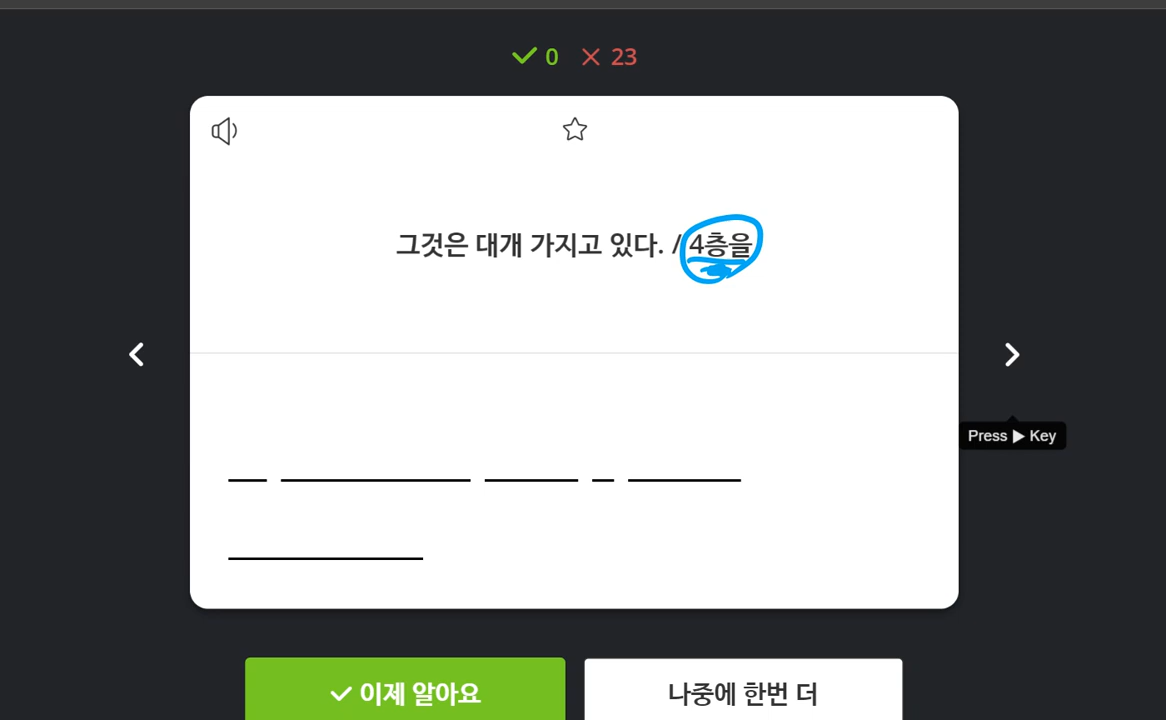 0 23
그것은 대개 가지고 있다. / 4층을
Press ▶ Key
이제 알아요
나중에 한번 더